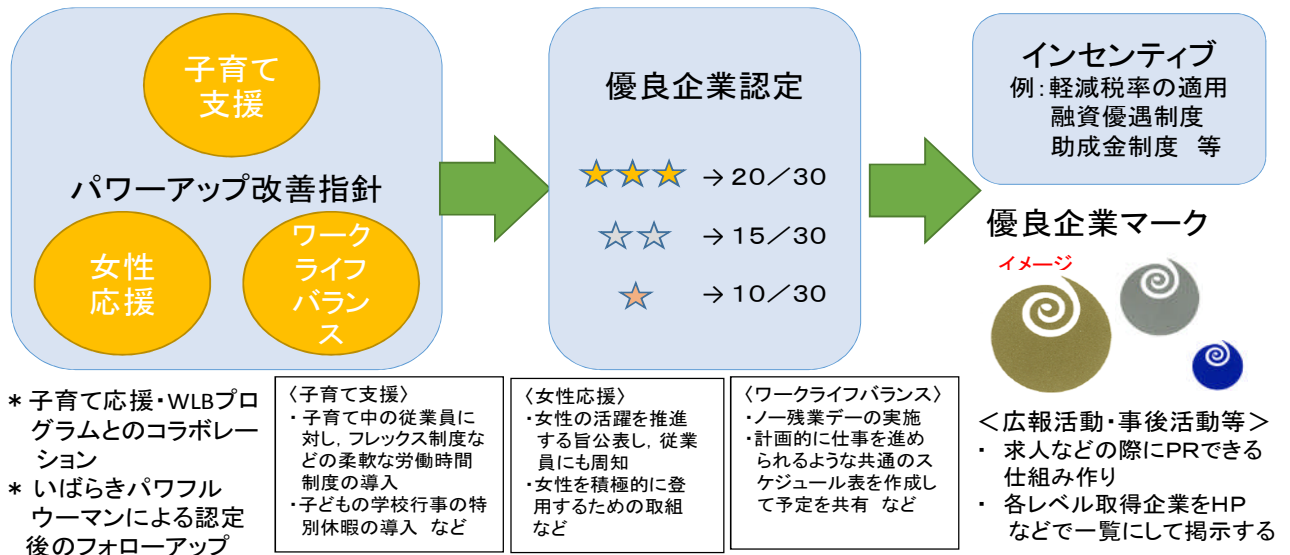 子育て
支援
パワーアップ改善指針
女性
応援
ワーク
ライフ
バラン
ス
優良企業認定
→20/30
→15/30
→10/30
インセンティブ
例:軽減税率の適用
融資優遇制度
助成金制度 等
優良企業マーク
イメージ
*子育て応援・WLBプロ
グラムとのコラボレー
ション
* いばらきパワフル
ウーマンによる認定
後のフォローアップ
〈子育て支援〉
・子育て中の従業員に
対し,フレックス制度な
どの柔軟な労働時間
制度の導入
・子どもの学校行事の特
別休暇の導入 など
〈女性応援〉
・女性の活躍を推進
する旨公表し,従業
員にも周知
・女性を積極的に登
用するための取組
など
〈ワークライフバランス〉
・ノー残業デーの実施
・計画的に仕事を進め
られるような共通のス
ケジュール表を作成し
て予定を共有 など
<広報活動・事後活動等>
・ 求人などの際にPRできる
仕組み作り
・ 各レベル取得企業をHP
などで一覧にして掲示する